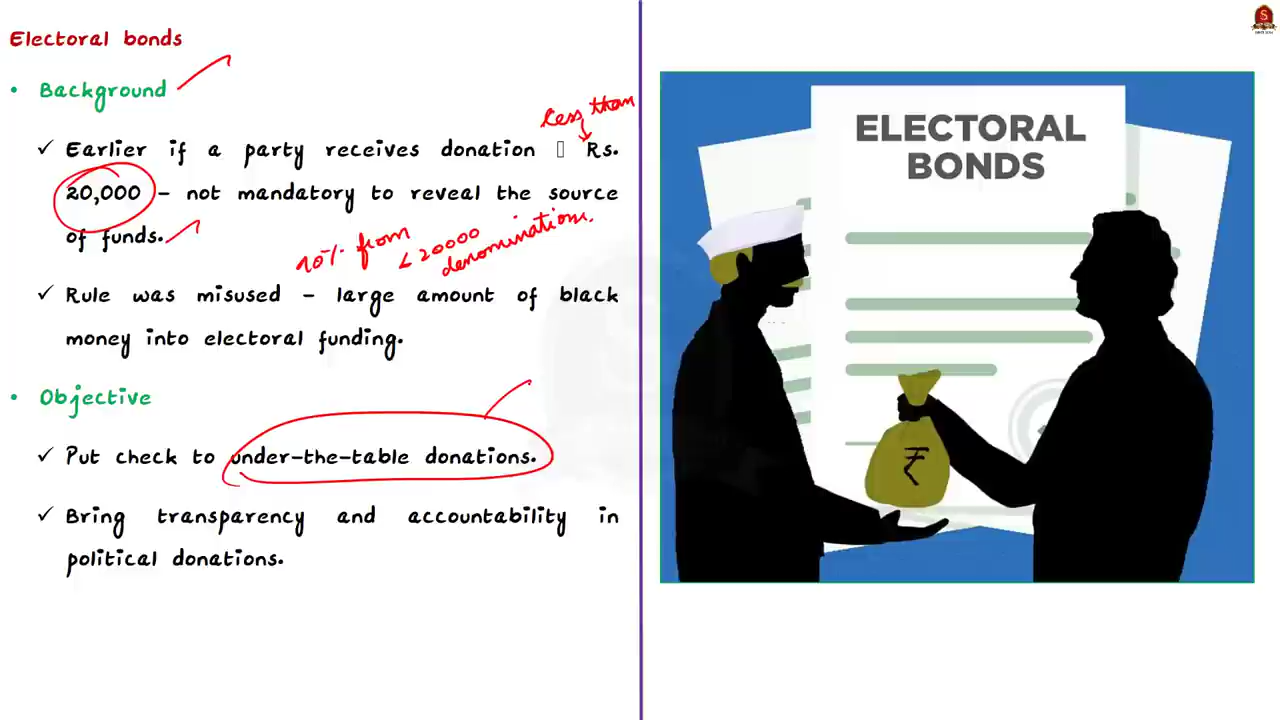 Electoral bonds
• Background
less than
✓ Earlier if a party receives donation ▯ Rs.
20,000 – not mandatory to reveal the source
of funds.
70% from
<20000
denominations.
✓ Rule was misused – large amount of black
money into electoral funding.
• Objective
✓ Put check to under-the-table donations.
✓ Bring transparency and accountability in
political donations.
ELECTORAL
BONDS
₹
S